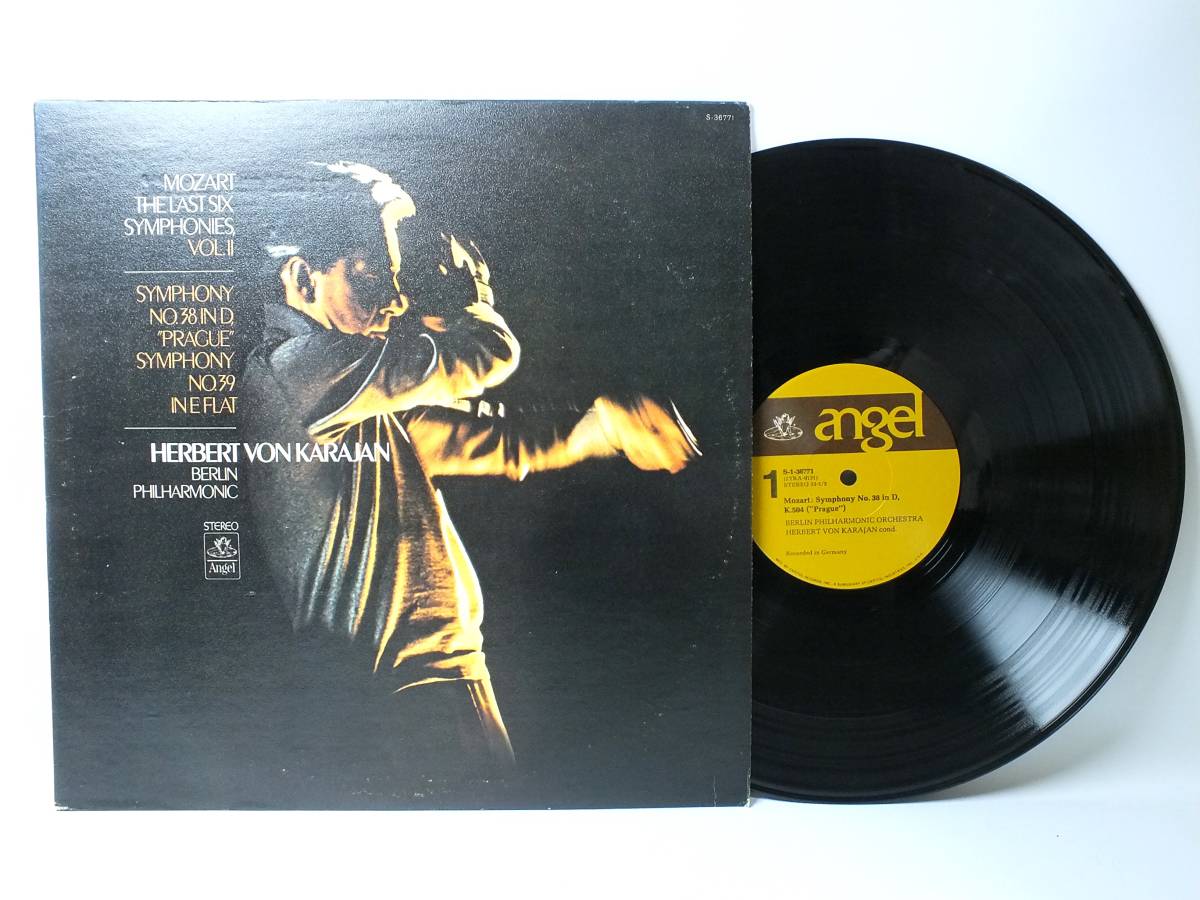 S-36771
MOZART
THE LAST SIX
SYMPHONIES,
VOL. II
SYMPHONY
NO. 38 IN D,
"PRAGUE"
SYMPHONY
NO. 39
IN E FLAT
HERBERT VON KARAJAN
BERLIN
PHILHARMONIC
STEREO
Angel
angel
1
S-1-36771
STEREO
Mozart: Symphony No. 38 in D,
K.504 ("Prague")
BERLIN PHILHARMONIC ORCHESTRA
HERBERT VON KARAJAN cond.
Recorded in Germany